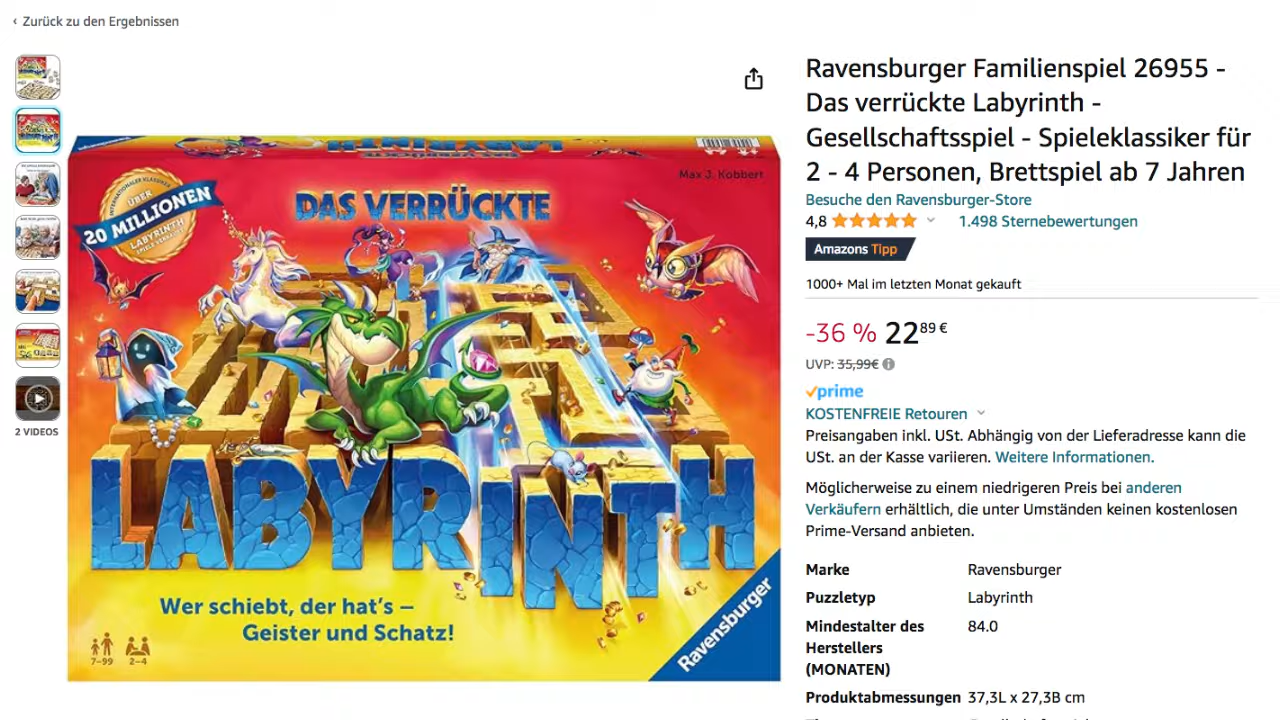 ‹ Zurück zu den Ergebnissen
2 VIDEOS
LABYRINTH
Max J. Kobbert
INTERNATIONALER KLASSIKER
ÜBER
20 MILLIONEN
LABYRINTH
SPIELE VERKAUFT
DAS VERRÜCKTE
LABYRINTH
Wer schiebt, der hat's –
Geister und Schatz!
7–99 2–4
Ravensburger
Ravensburger Familienspiel 26955 -
Das verrückte Labyrinth -
Gesellschaftsspiel - Spieleklassiker für
2 - 4 Personen, Brettspiel ab 7 Jahren
Besuche den Ravensburger-Store
4,8 1.498 Sternebewertungen
Amazons Tipp
1000+ Mal im letzten Monat gekauft
-36 % 22 89 €
UVP: 35,99€
prime
KOSTENFREIE Retouren
Preisangaben inkl. USt. Abhängig von der Lieferadresse kann die
USt. an der Kasse variieren. Weitere Informationen.
Möglicherweise zu einem niedrigeren Preis bei anderen
Verkäufern erhältlich, die unter Umständen keinen kostenlosen
Prime-Versand anbieten.
Marke Ravensburger
Puzzletyp Labyrinth
Mindestalter des 84.0
Herstellers
(MONATEN)
Produktabmessungen 37,3L x 27,3B cm